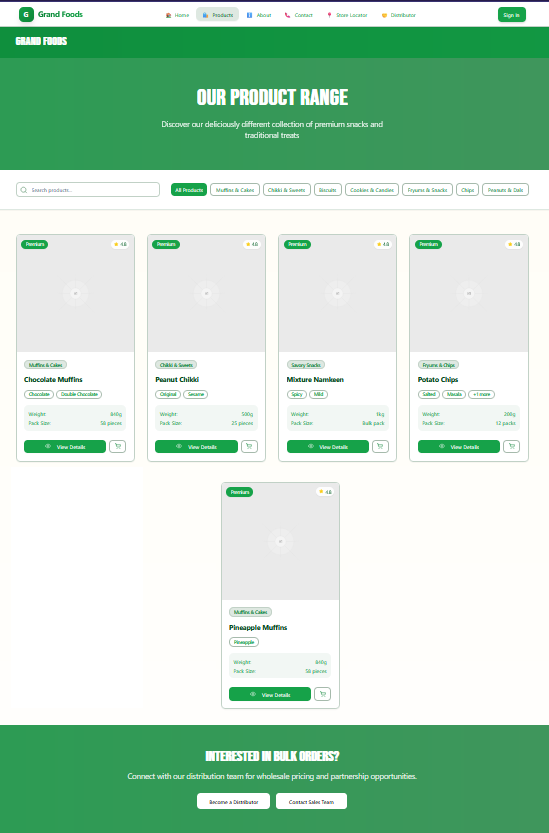 G Grand Foods Home Products About Contact Store Locator Distributor Sign In
GRAND FOODS
OUR PRODUCT RANGE
Discover our deliciously different collection of premium snacks and
traditional treats
Search products... All Products Muffins & Cakes Chikki & Sweets Biscuits Cookies & Candies Fryums & Snacks Chips Peanuts & Dals
Premium 4.8 Premium 4.8 Premium 4.8 Premium 4.8
Muffins & Cakes Chikki & Sweets Savory Snacks Fryums & Chips
Chocolate Muffins Peanut Chikki Mixture Namkeen Potato Chips
Chocolate Double Chocolate Original Sesame Spicy Mild Salted Masala +1 more
Weight: 840g Weight: 500g Weight: 1kg Weight: 200g
Pack Size: 58 pieces Pack Size: 25 pieces Pack Size: Bulk pack Pack Size: 12 packs
View Details View Details View Details View Details
Premium 4.8
Muffins & Cakes
Pineapple Muffins
Pineapple
Weight: 840g
Pack Size: 58 pieces
View Details
INTERESTED IN BULK ORDERS?
Connect with our distribution team for wholesale pricing and partnership opportunities.
Become a Distributor Contact Sales Team